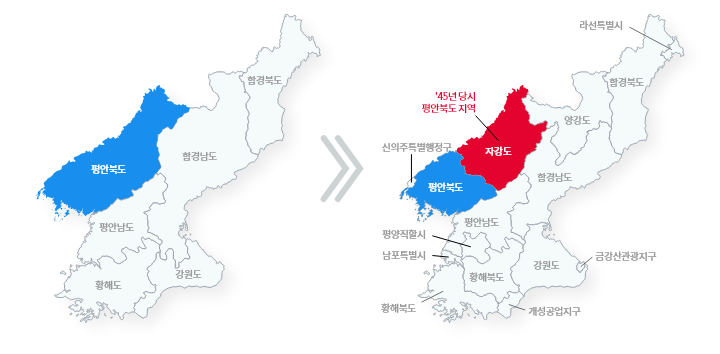 함경북도
함경남도
평안북도
평안남도
강원도
황해도
라선특별시
함경북도
'45년 당시
평안북도 지역
양강도
신의주특별행정구
자강도
함경남도
평안북도
평안남도
평양직할시
남포특별시
금강산관광지구
강원도
황해북도
황해북도
개성공업지구